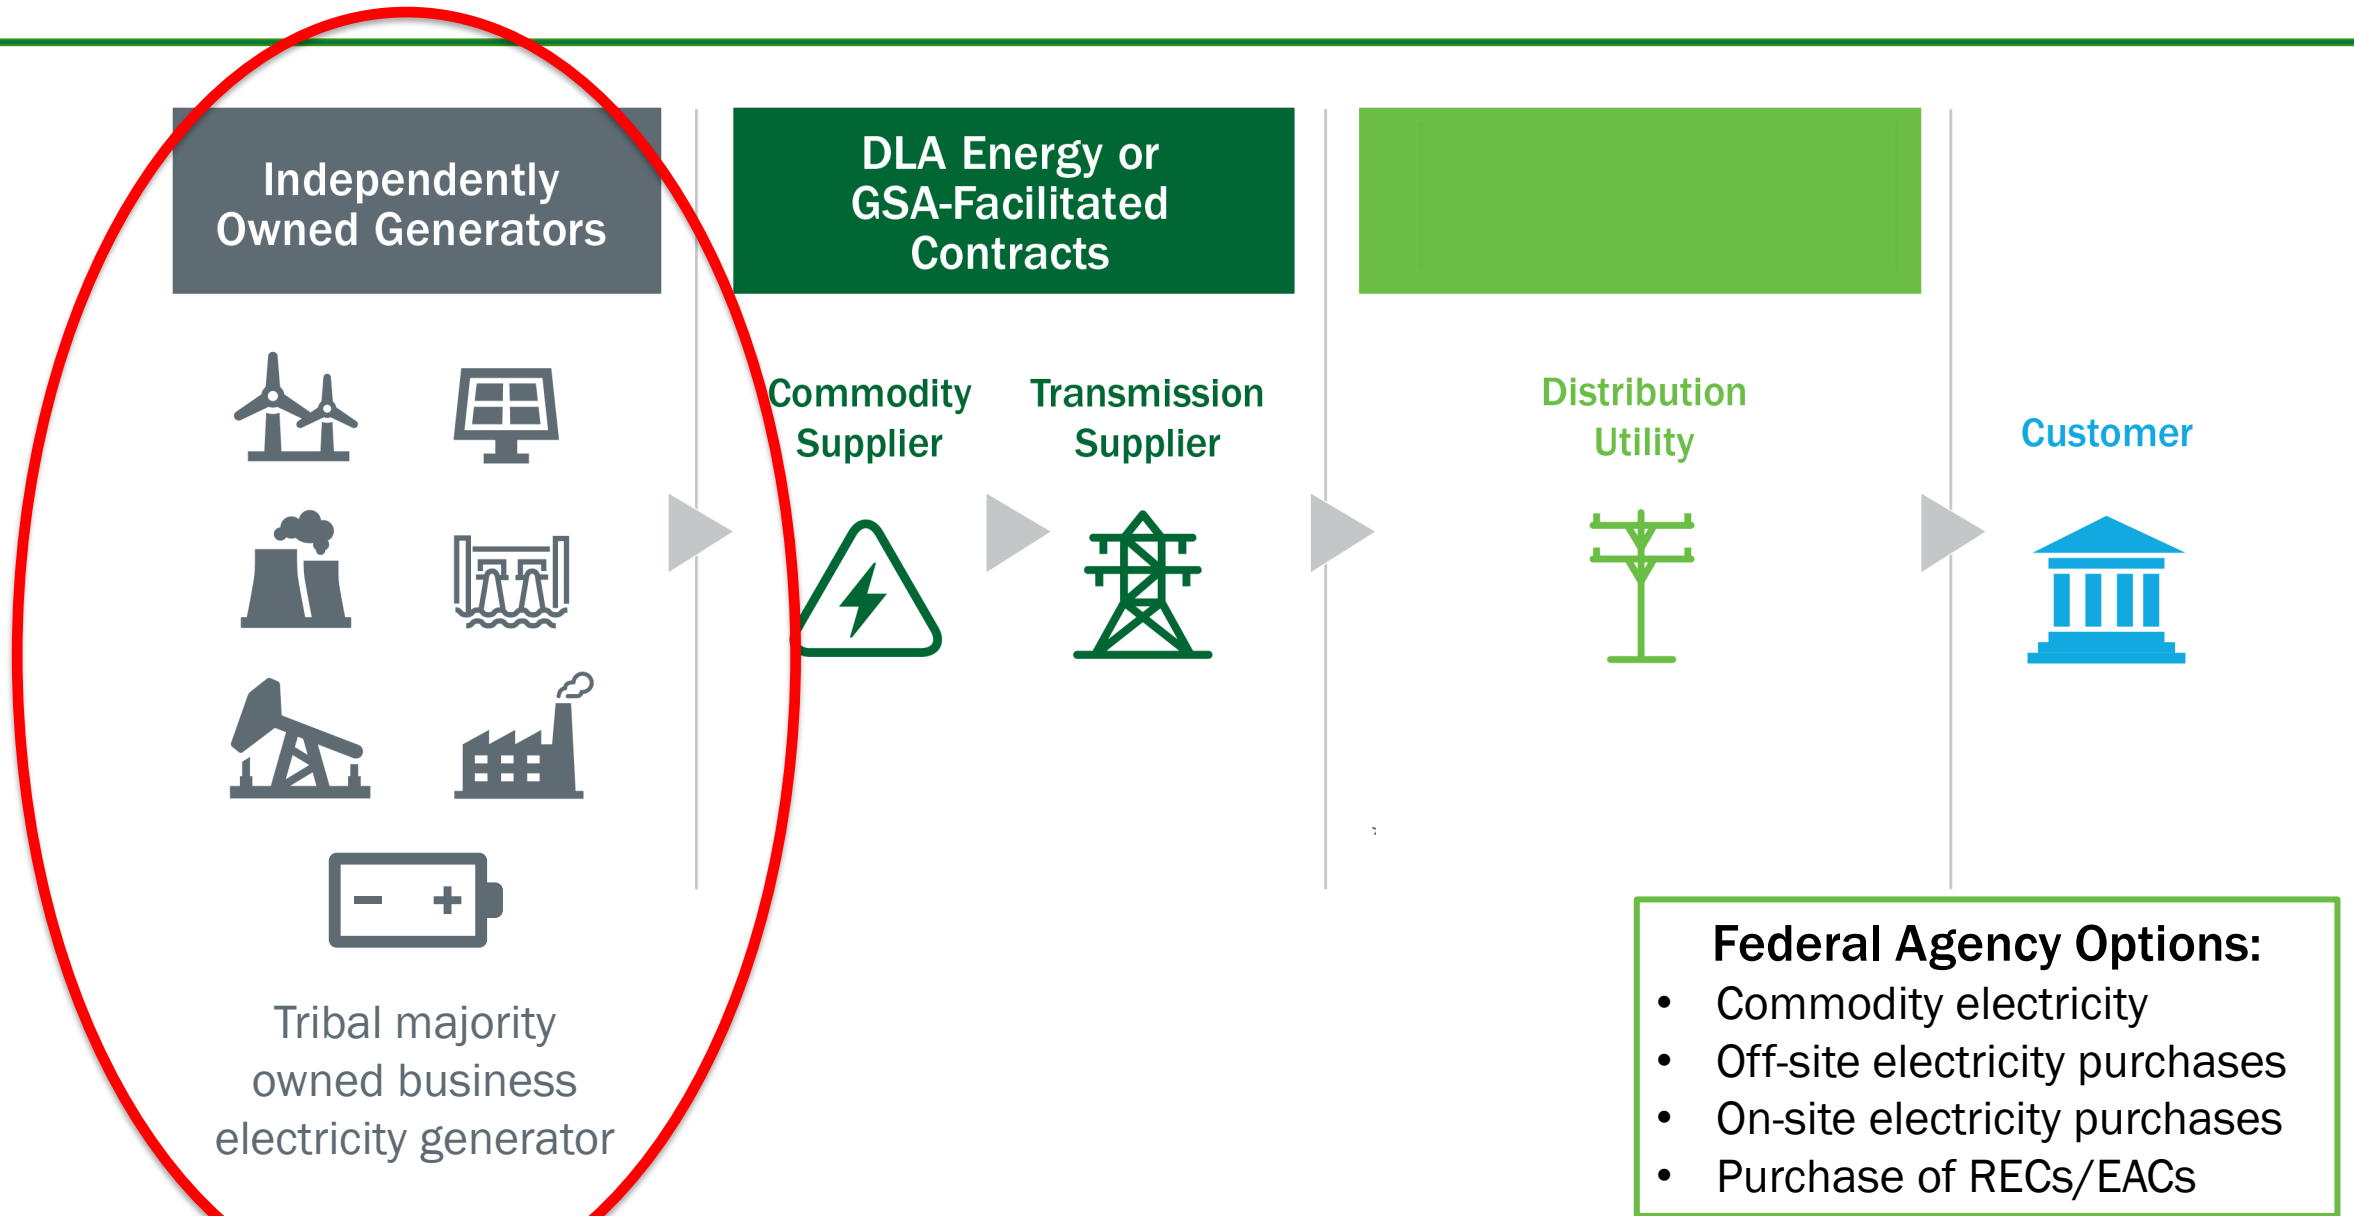 Independently
Owned Generators
DLA Energy or
GSA-Facilitated
Contracts
Commodity
Supplier
Transmission
Supplier
Distribution
Utility
Customer
Tribal majority
owned business
electricity generator
Federal Agency Options:
• Commodity electricity
• Off-site electricity purchases
• On-site electricity purchases
• Purchase of RECs/EACs